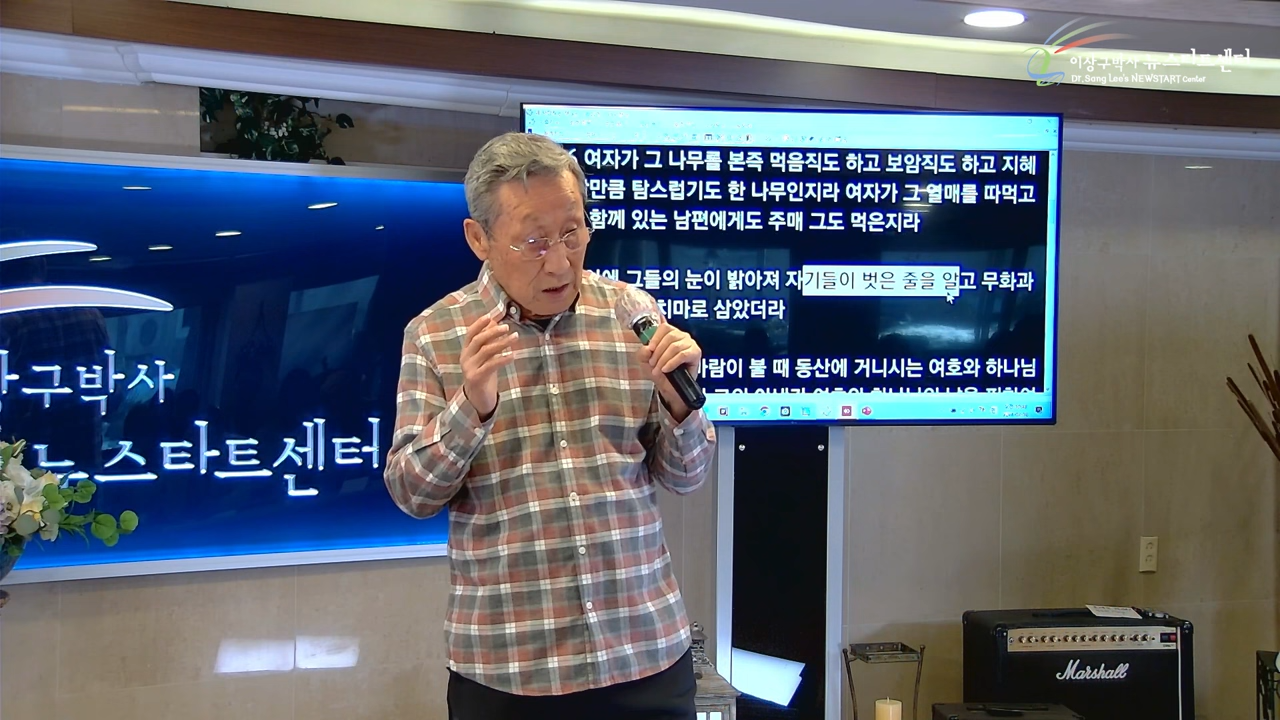 이상구박사 뉴스타트센터
Dr. Sang Lee's NEWSTART Center
6 여자가 그 나무를 본즉 먹음직도 하고 보암직도 하고 지혜
만큼 탐스럽기도 한 나무인지라 여자가 그 열매를 따먹고
함께 있는 남편에게도 주매 그도 먹은지라
그들의 눈이 밝아져 자기들이 벗은 줄을 알고 무화과
치마로 삼았더라
바람이 불 때 동산에 거니시는 여호와 하나님
상구박사
뉴스타트센터
Marshall